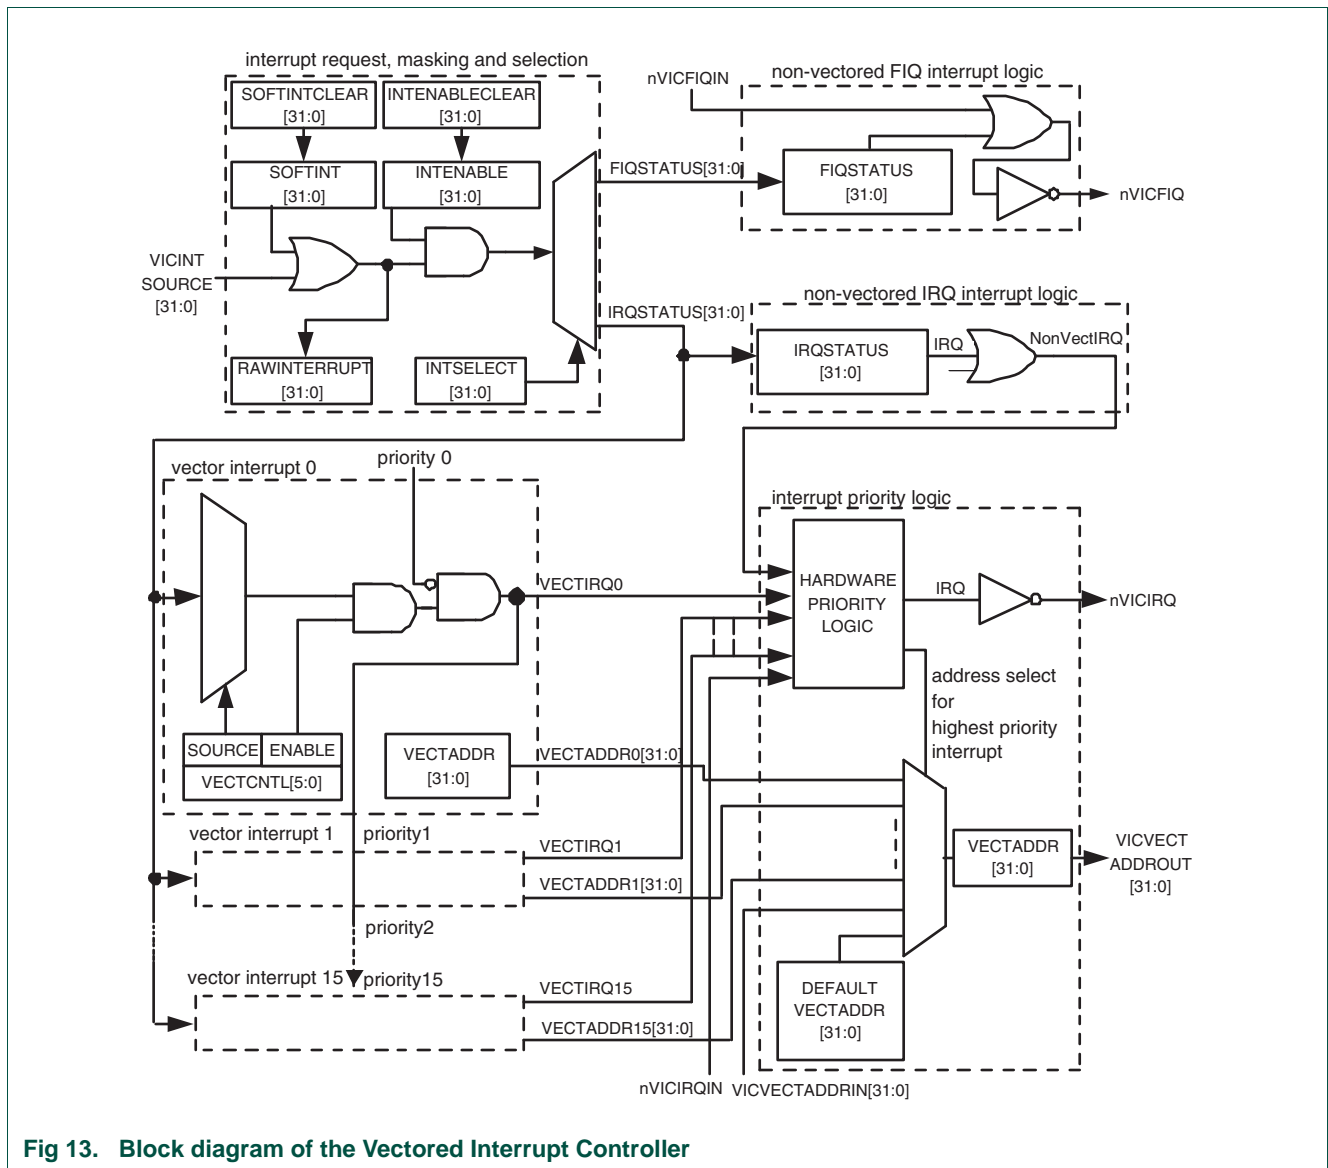 interrupt request, masking and selection
SOFTINTCLEAR
[31:0]
INTENABLECLEAR
[31:0]
SOFTINT
[31:0]
INTENABLE
[31:0]
VICINT
SOURCE
[31:0]
RAWINTERRUPT
[31:0]
INTSELECT
[31:0]
nVICFIQIN
non-vectored FIQ interrupt logic
FIQSTATUS[31:0]
FIQSTATUS
[31:0]
nVICFIQ
non-vectored IRQ interrupt logic
IRQSTATUS[31:0]
IRQSTATUS
[31:0]
IRQ
NonVectIRQ
vector interrupt 0
priority 0
SOURCE
ENABLE
VECTCNTL[5:0]
VECTADDR
[31:0]
VECTIRQ0
VECTADDR0[31:0]
interrupt priority logic
HARDWARE
PRIORITY
LOGIC
IRQ
nVICIRQ
address select
for
highest priority
interrupt
vector interrupt 1
priority1
VECTIRQ1
VECTADDR1[31:0]
priority2
VECTADDR
[31:0]
VICVECT
ADDROUT
[31:0]
vector interrupt 15
priority15
VECTIRQ15
VECTADDR15[31:0]
DEFAULT
VECTADDR
[31:0]
nVICIRQIN
VICVECTADDRIN[31:0]
Fig 13. Block diagram of the Vectored Interrupt Controller